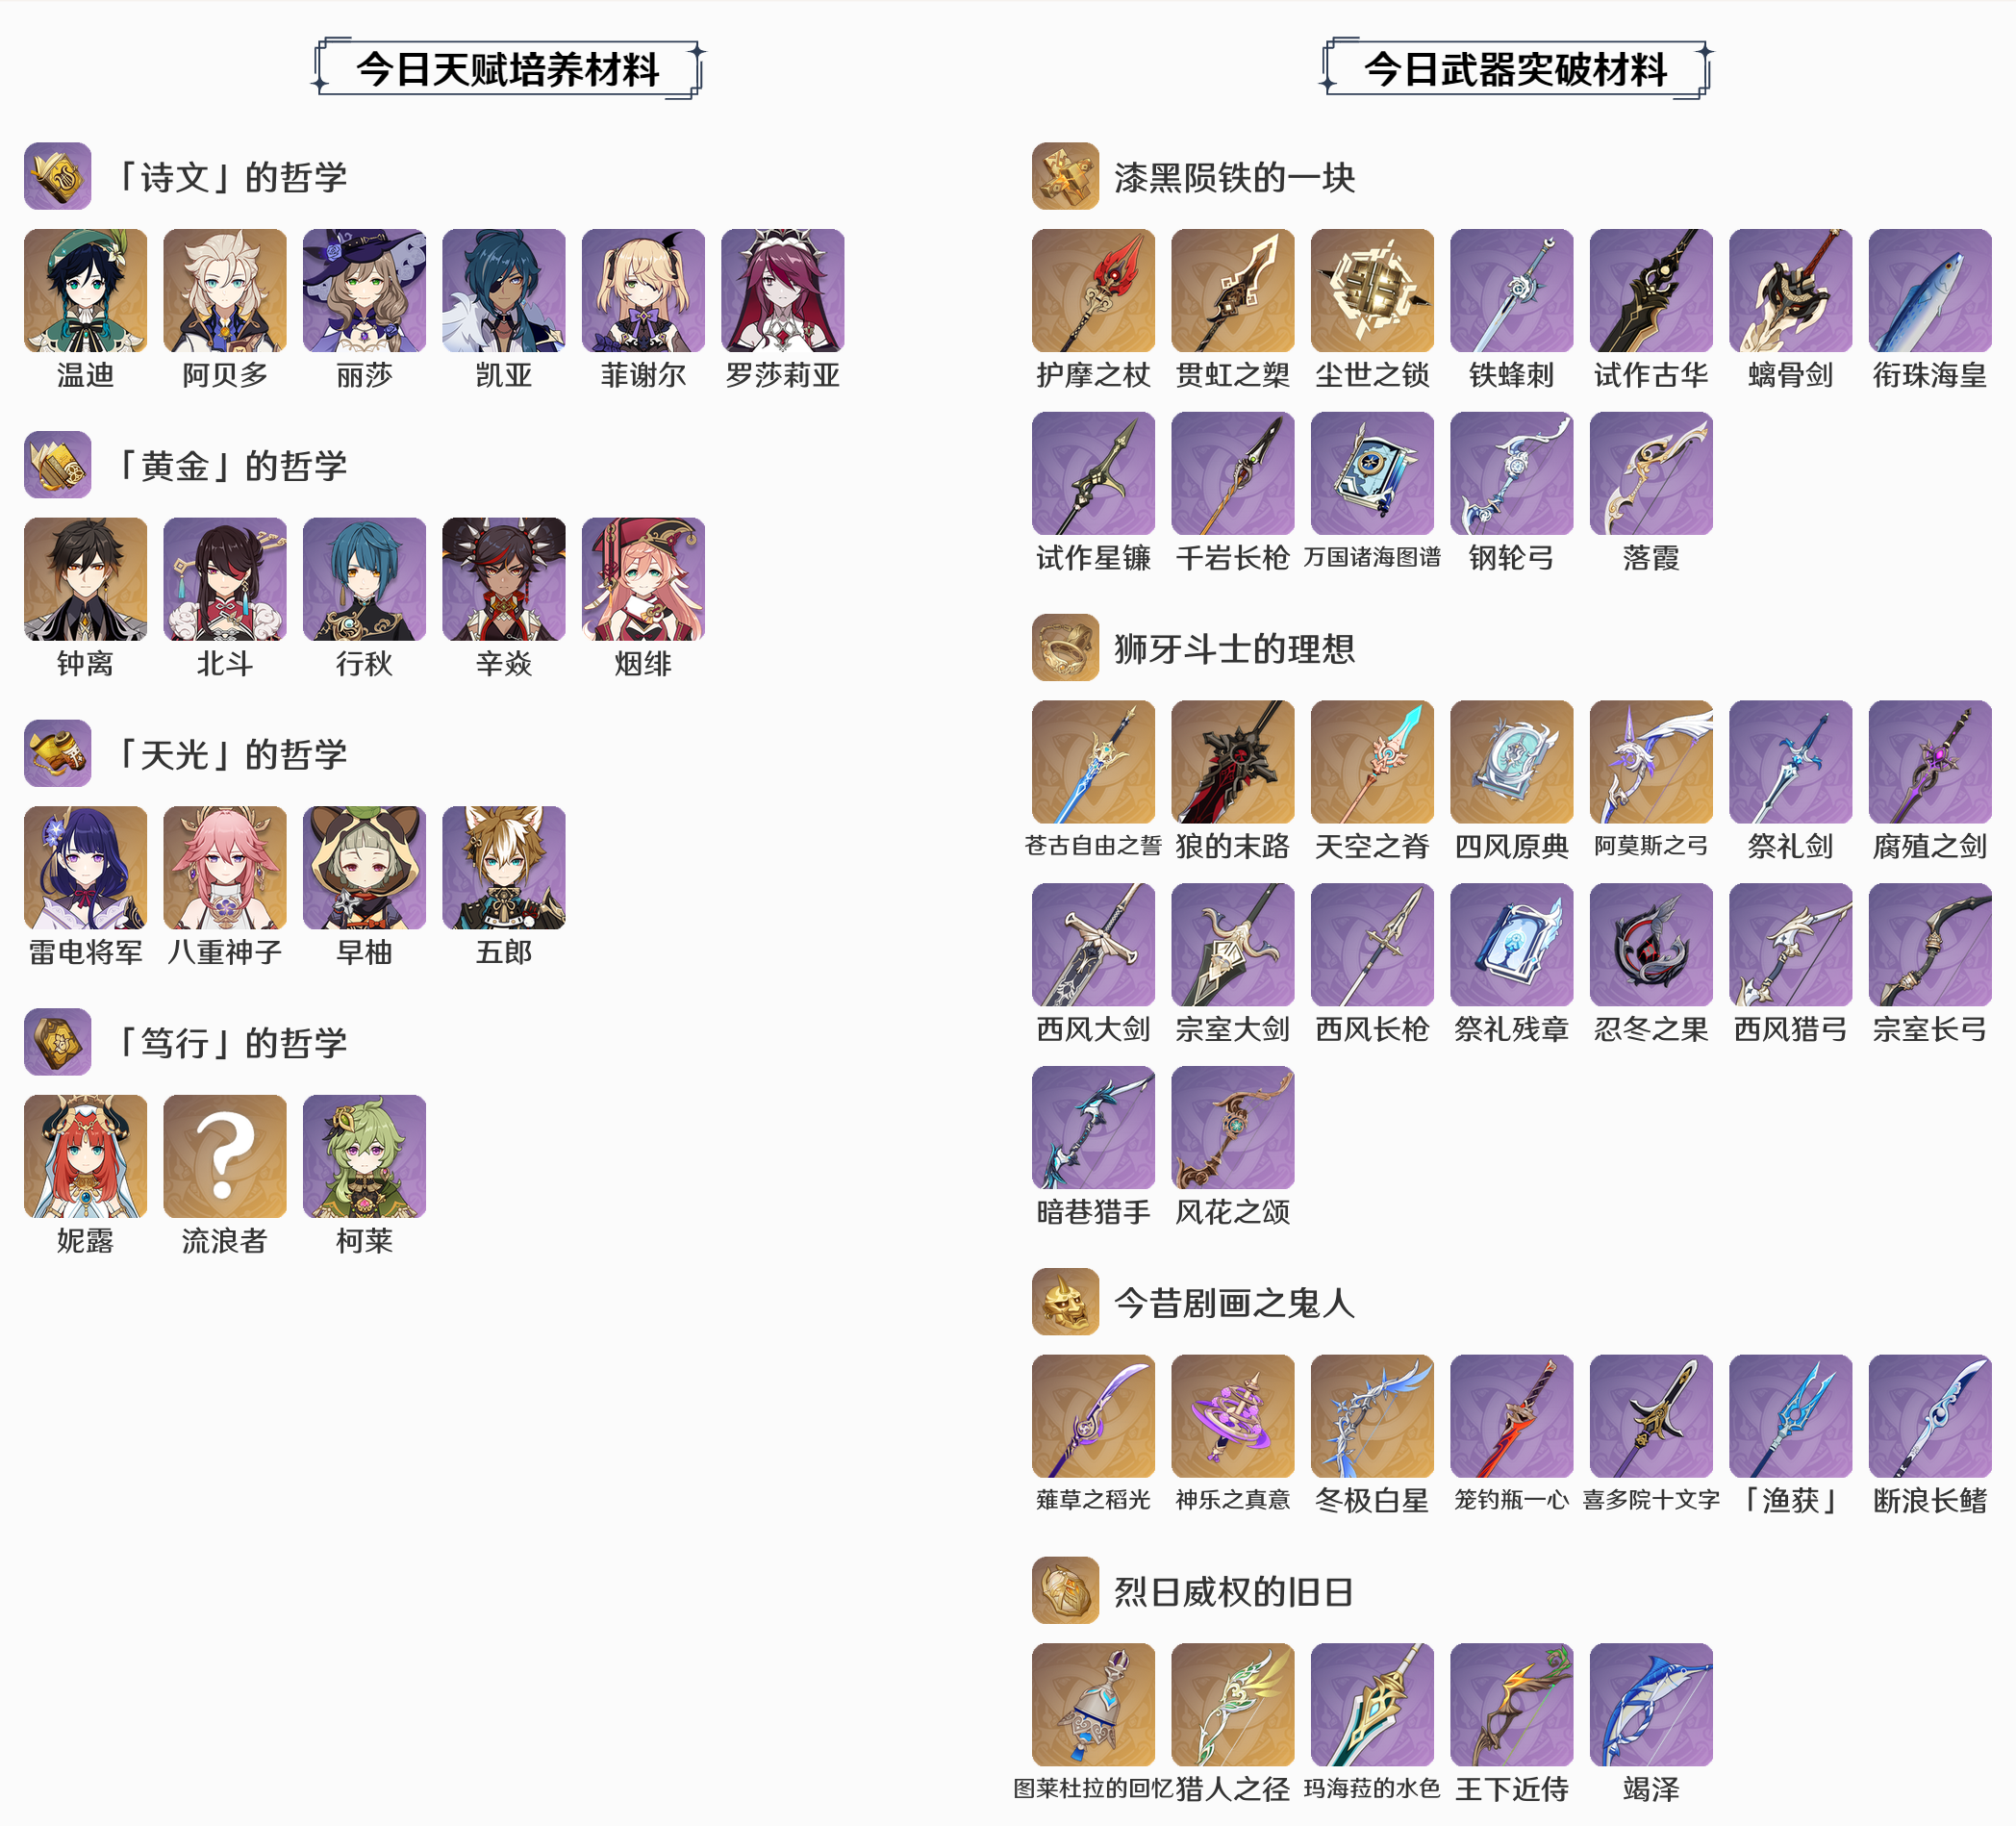 今日天赋培养材料
「诗文」的哲学
温迪 阿贝多 丽莎 凯亚 菲谢尔 罗莎莉亚
「黄金」的哲学
钟离 北斗 行秋 辛焱 烟绯
「天光」的哲学
雷电将军 八重神子 早柚 五郎
「笃行」的哲学
?
妮露 流浪者 柯莱
今日武器突破材料
漆黑陨铁的一块
护摩之杖 贯虹之槊 尘世之锁 铁蜂刺 试作古华 螭骨剑 衔珠海皇
试作星镰 千岩长枪 万国诸海图谱 钢轮弓 落霞
狮牙斗士的理想
苍古自由之誓 狼的末路 天空之脊 四风原典 阿莫斯之弓 祭礼剑 腐殖之剑
西风大剑 宗室大剑 西风长枪 祭礼残章 忍冬之果 西风猎弓 宗室长弓
暗巷猎手 风花之颂
今昔剧画之鬼人
薙草之稻光 神乐之真意 冬极白星 笼钓瓶一心 喜多院十文字 「渔获」 断浪长鳍
烈日威权的旧日
图莱杜拉的回忆 猎人之径 玛海菈的水色 王下近侍 竭泽